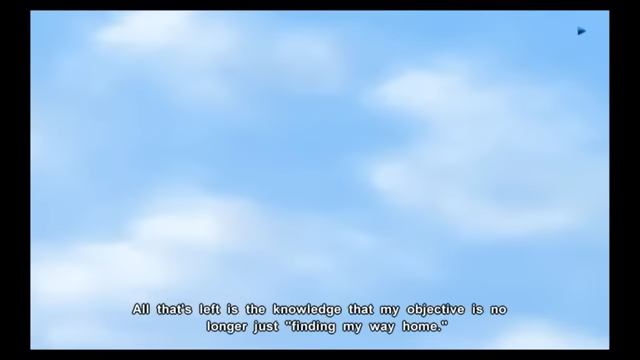 All that's left is the knowledge that my objective is no
longer just "finding my way home."